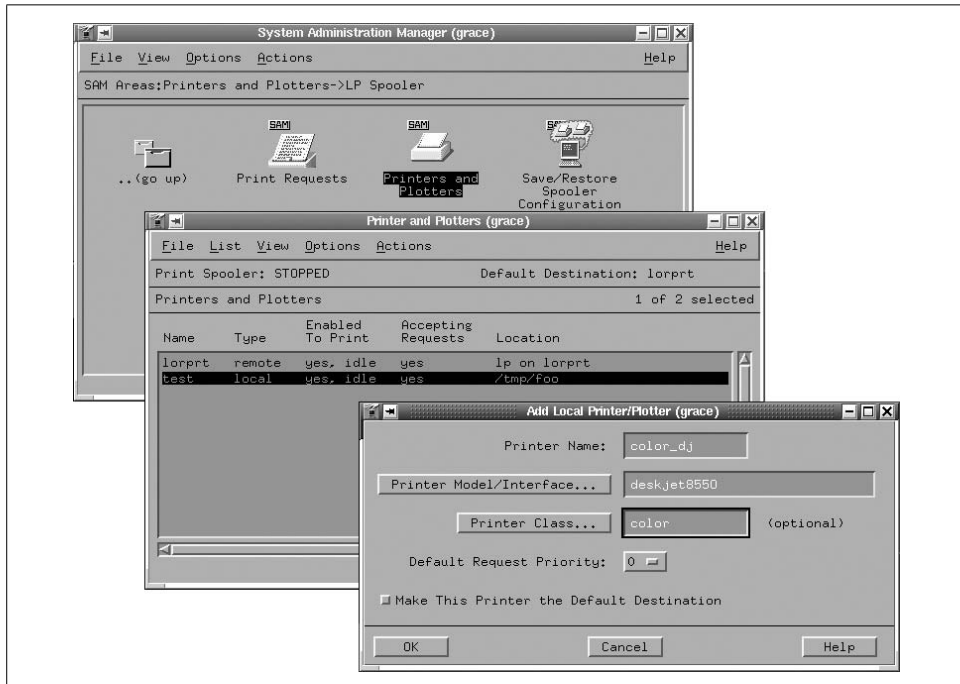 System Administration Manager (grace)
File View Options Actions Help
SAM Areas:Printers and Plotters->LP Spooler
SAM SAM SAM
..(go up) Print Requests Printers and Plotters Save/Restore Spooler Configuration
Printer and Plotters (grace)
File List View Options Actions Help
Print Spooler: STOPPED Default Destination: lorprt
Printers and Plotters 1 of 2 selected
Name Type Enabled To Print Accepting Requests Location
lorprt remote yes, idle yes lp on lorprt
test local yes, idle yes /tmp/foo
Add Local Printer/Plotter (grace)
Printer Name: color_dj
Printer Model/Interface... deskjet8550
Printer Class... color (optional)
Default Request Priority: 0
Make This Printer the Default Destination
OK Cancel Help